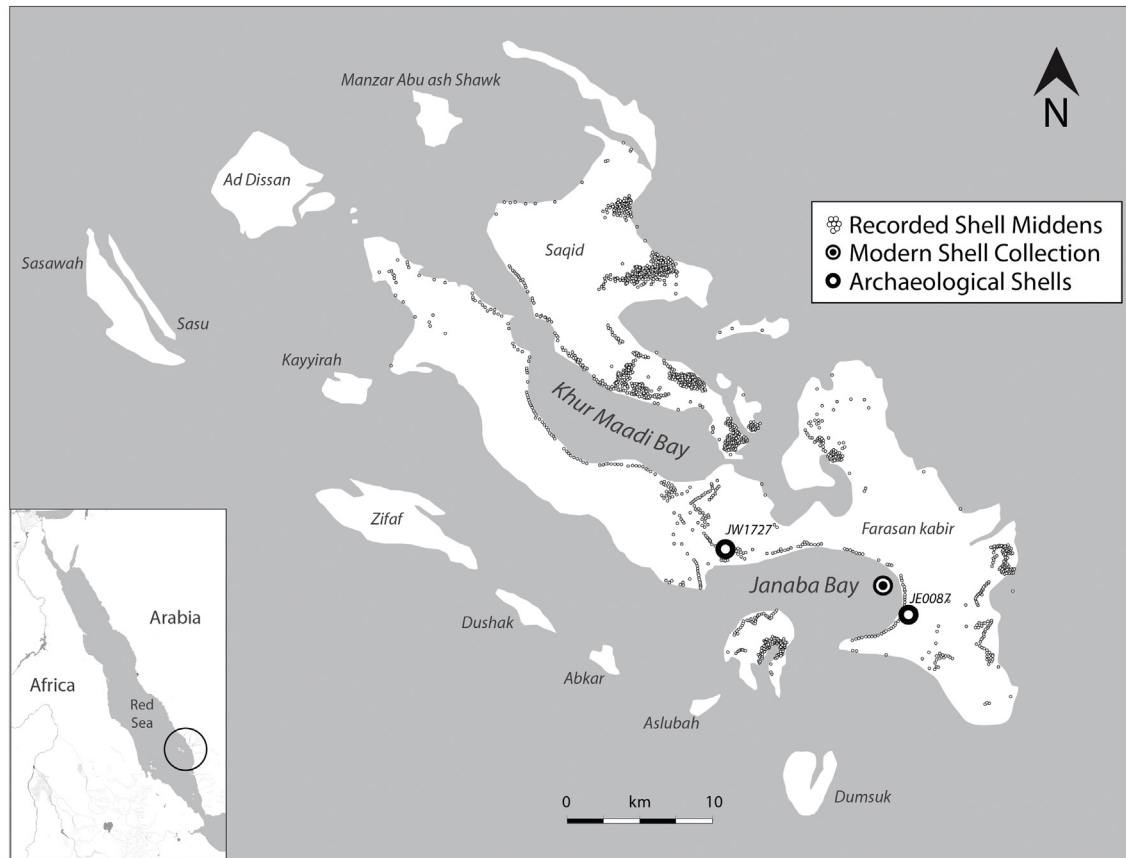 Manzar Abu ash Shawk
N
Ad Dissan
Recorded Shell Middens
Modern Shell Collection
Archaeological Shells
Sasawah
Saqid
Sasu
Kayyirah
Khur Maadi Bay
Zifaf
JW1727
Farasan kabir
Janaba Bay
JE0087
Dushak
Abkar
Aslubah
Dumsuk
0 km 10
Arabia
Africa
Red
Sea